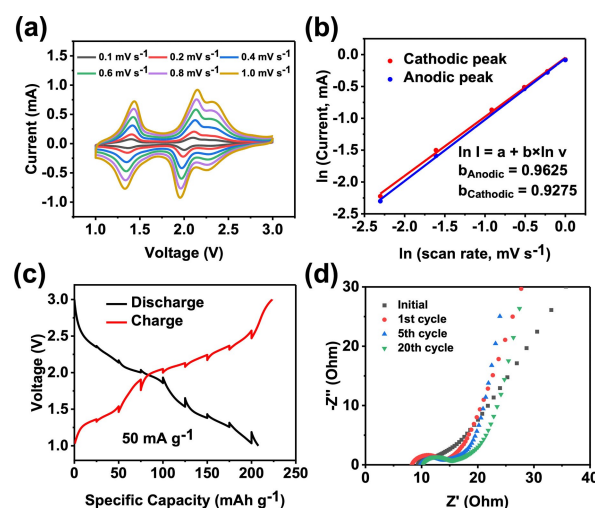 (a)
0.1 mV s⁻¹ 0.2 mV s⁻¹ 0.4 mV s⁻¹
0.6 mV s⁻¹ 0.8 mV s⁻¹ 1.0 mV s⁻¹
Current (mA)
1.5
1.0
0.5
0.0
-0.5
-1.0
1.0 1.5 2.0 2.5 3.0
Voltage (V)
(b)
Cathodic peak
Anodic peak
ln I = a + b×ln v
bAnodic = 0.9625
bCathodic = 0.9275
ln (Current, mA)
0.0
-0.5
-1.0
-1.5
-2.0
-2.5
-2.5 -2.0 -1.5 -1.0 -0.5 0.0
ln (scan rate, mV s⁻¹)
(c)
Discharge
Charge
50 mA g⁻¹
Voltage (V)
3.0
2.5
2.0
1.5
1.0
0 50 100 150 200 250
Specific Capacity (mAh g⁻¹)
(d)
Initial
1st cycle
5th cycle
20th cycle
-Z'' (Ohm)
30
20
10
0
0 10 20 30 40
Z' (Ohm)